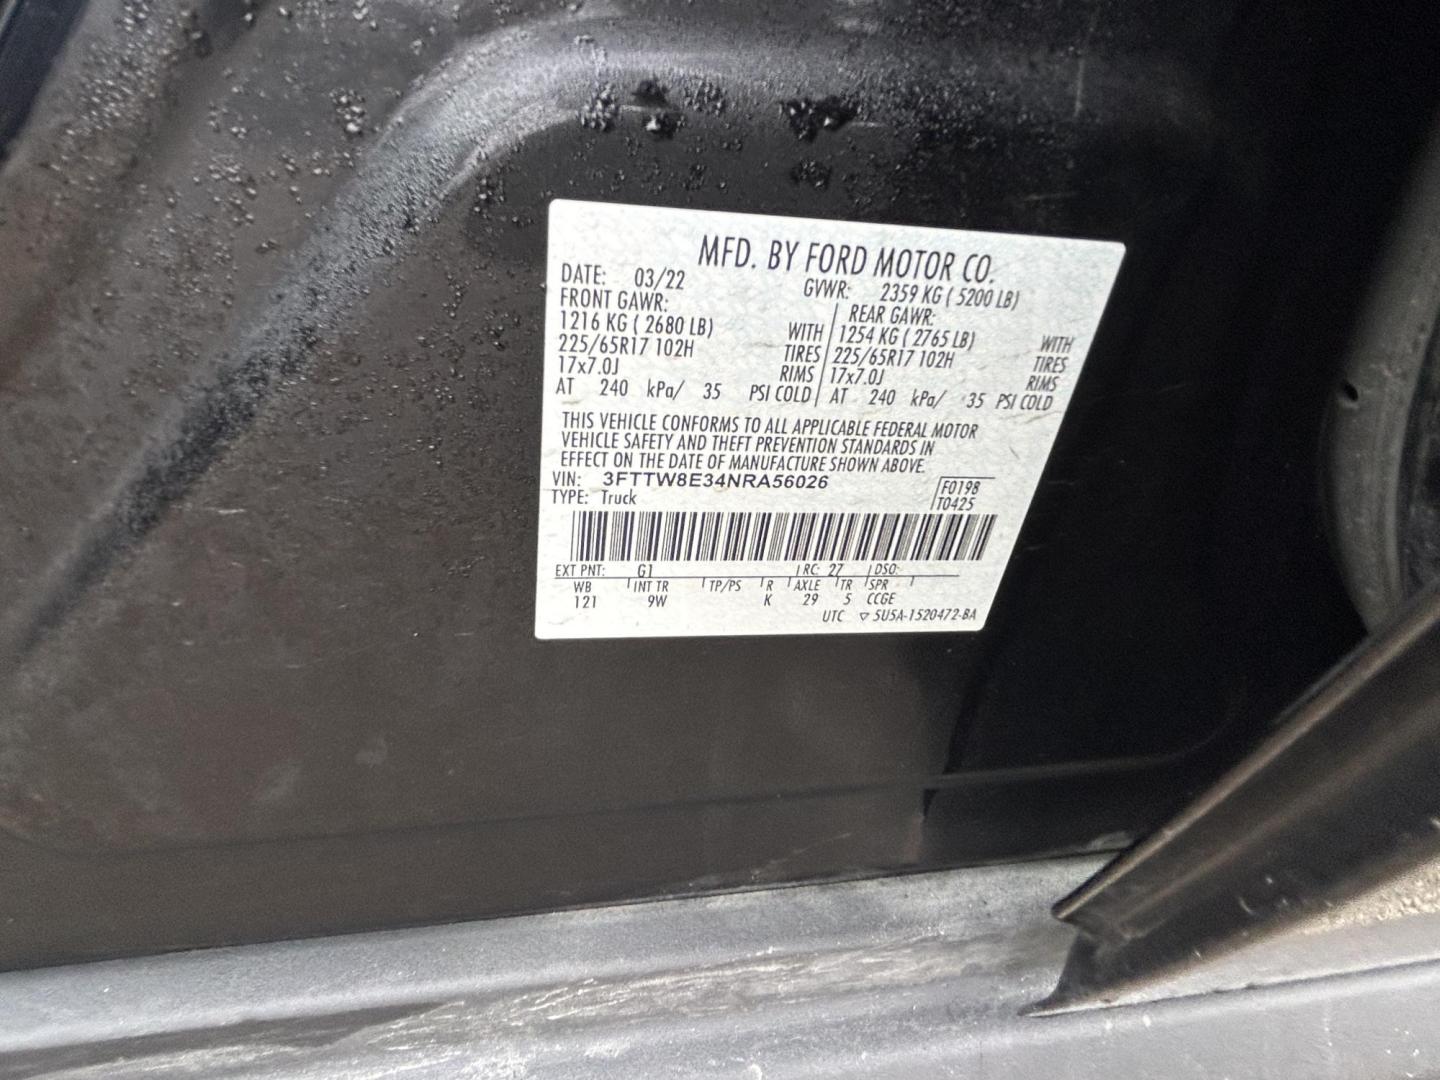 MFD. BY FORD MOTOR CO.
DATE: 03/22 GVWR: 2359 KG ( 5200 LB)
FRONT GAWR: REAR GAWR:
1216 KG ( 2680 LB) WITH 1254 KG ( 2765 LB) WITH
225/65R17 102H TIRES 225/65R17 102H TIRES
17x7.0J RIMS 17x7.0J RIMS
AT 240 kPa/ 35 PSI COLD AT 240 kPa/ 35 PSI COLD
THIS VEHICLE CONFORMS TO ALL APPLICABLE FEDERAL MOTOR
VEHICLE SAFETY AND THEFT PREVENTION STANDARDS IN
EFFECT ON THE DATE OF MANUFACTURE SHOWN ABOVE.
VIN: 3FTTW8E34NRA56026 F0198
TYPE: Truck T0425
EXT PNT: G1 RC: 27 DSO:
WB INT TR TP/PS R AXLE TR SPR
121 9W K 29 5 CCGE
UTC ▽ 5U5A-1520472-BA